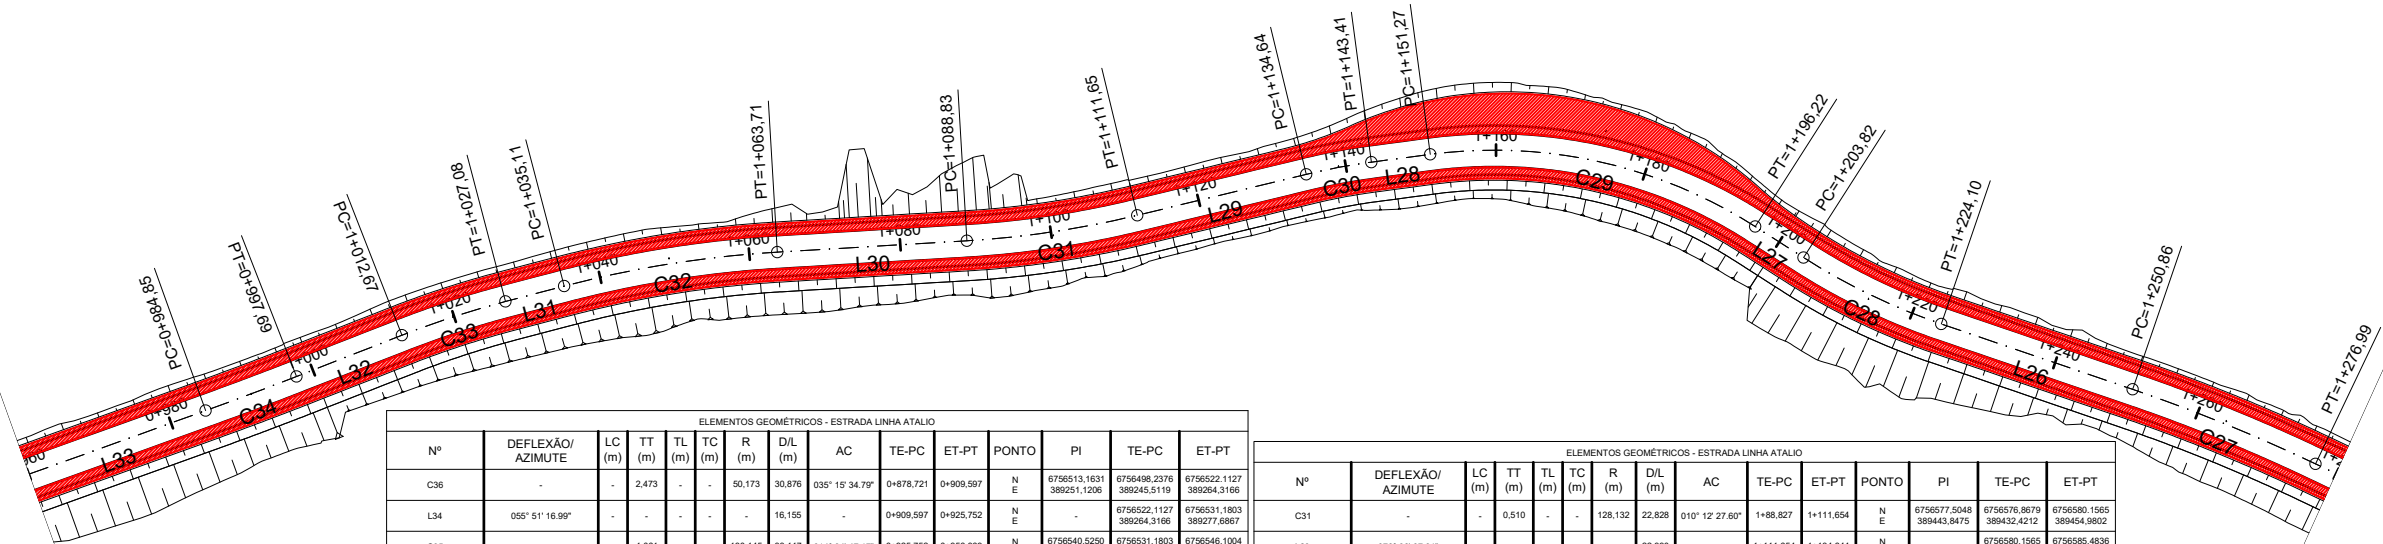 PC=0+984,85
PT=0+997,69
PC=1+012,67
PT=1+027,08
PC=1+035,11
PT=1+063,71
PC=1+088,83
PT=1+111,65
PC=1+134,64
PT=1+143,41
PC=1+151,27
PT=1+196,22
PC=1+203,82
PT=1+224,10
PC=1+250,86
PT=1+276,99
0+980
1+020
1+040
1+060
1+080
1+100
1+120
1+140
1+160
1+180
1+200
1+220
1+240
1+260
L33
C34
L32
C33
L31
C32
L30
C31
L29
C30
L28
C29
L27
C28
L26
C27
ELEMENTOS GEOMÉTRICOS - ESTRADA LINHA ATALIO
Nº DEFLEXÃO/ AZIMUTE LC (m) TT (m) TL (m) TC (m) R (m) D/L (m) AC TE-PC ET-PT PONTO PI TE-PC ET-PT
C36 - - 2,473 - - 50,173 30,876 035° 15' 34.79" 0+878,721 0+909,597 N E 6756513,1631 389251,1206 6756498,2376 389245,5119 6756522.1127 389264,3166
L34 055° 51' 16.99" - - - - - 16,155 - 0+909,597 0+925,752 N E - 6756522,1127 389264,3166 6756531,1803 389277,6867
N 6756540,5250 6756531,1803 6756546,1004
ELEMENTOS GEOMÉTRICOS - ESTRADA LINHA ATALIO
Nº DEFLEXÃO/ AZIMUTE LC (m) TT (m) TL (m) TC (m) R (m) D/L (m) AC TE-PC ET-PT PONTO PI TE-PC ET-PT
C31 - - 0,510 - - 128,132 22,828 010° 12' 27.60" 1+88,827 1+111,654 N E 6756577,5048 389443,8475 6756576,8679 389432,4212 6756580.1565 389454,9802
N 6756580,1565 6756585,4836